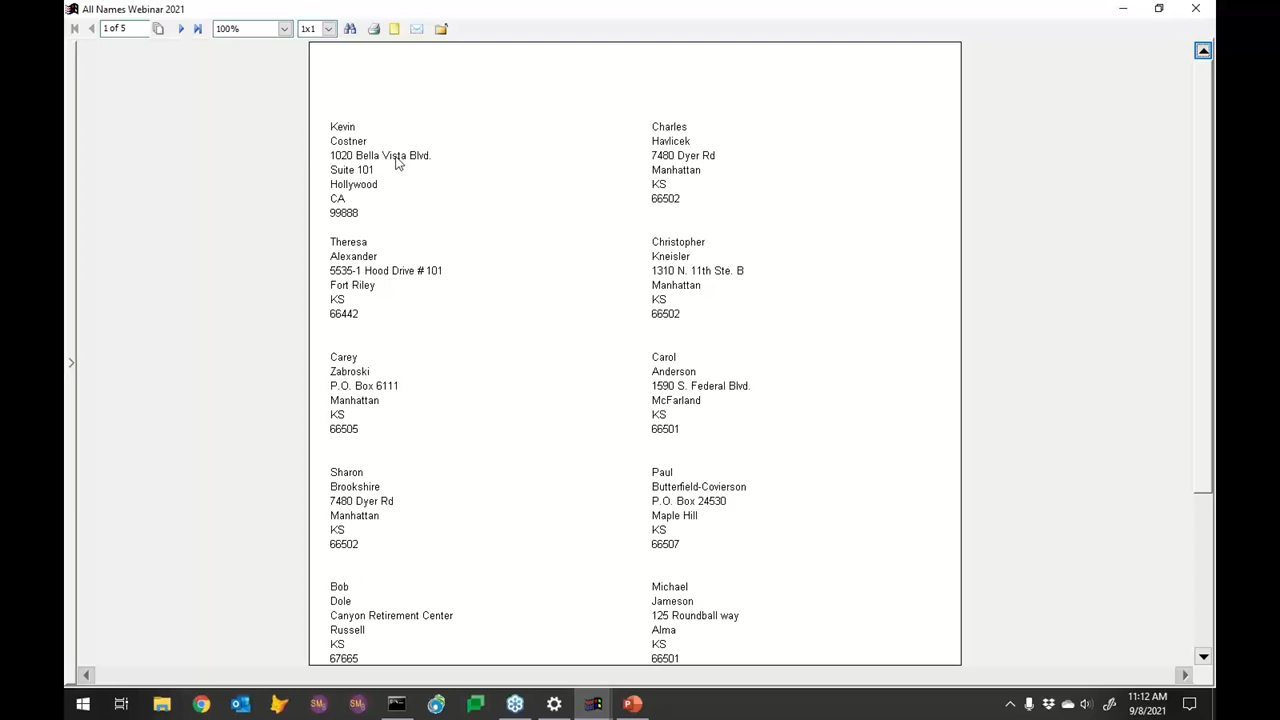 All Names Webinar 2021
1 of 5
100%
1x1
Kevin
Costner
1020 Bella Vista Blvd.
Suite 101
Hollywood
CA
99888
Charles
Havlicek
7480 Dyer Rd
Manhattan
KS
66502
Theresa
Alexander
5535-1 Hood Drive # 101
Fort Riley
KS
66442
Christopher
Kneisler
1310 N. 11th Ste. B
Manhattan
KS
66502
Carey
Zabroski
P.O. Box 6111
Manhattan
KS
66505
Carol
Anderson
1590 S. Federal Blvd.
McFarland
KS
66501
Sharon
Brookshire
7480 Dyer Rd
Manhattan
KS
66502
Paul
Butterfield-Covierson
P.O. Box 24530
Maple Hill
KS
66507
Bob
Dole
Canyon Retirement Center
Russell
KS
67665
Michael
Jameson
125 Roundball way
Alma
KS
66501
11:12 AM
9/8/2021